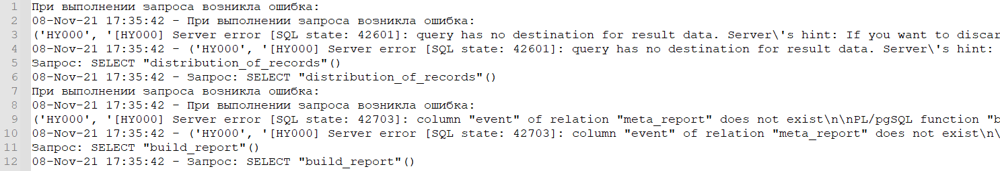 1 При выполнении запроса возникла ошибка:
2 08-Nov-21 17:35:42 - При выполнении запроса возникла ошибка:
3 ('HY000', '[HY000] Server error [SQL state: 42601]: query has no destination for result data. Server\'s hint: If you want to discar
4 08-Nov-21 17:35:42 - ('HY000', '[HY000] Server error [SQL state: 42601]: query has no destination for result data. Server\'s hint:
5 Запрос: SELECT "distribution_of_records"()
6 08-Nov-21 17:35:42 - Запрос: SELECT "distribution_of_records"()
7 При выполнении запроса возникла ошибка:
8 08-Nov-21 17:35:42 - При выполнении запроса возникла ошибка:
9 ('HY000', '[HY000] Server error [SQL state: 42703]: column "event" of relation "meta_report" does not exist\n\nPL/pgSQL function "b
10 08-Nov-21 17:35:42 - ('HY000', '[HY000] Server error [SQL state: 42703]: column "event" of relation "meta_report" does not exist\n\
11 Запрос: SELECT "build_report"()
12 08-Nov-21 17:35:42 - Запрос: SELECT "build_report"()